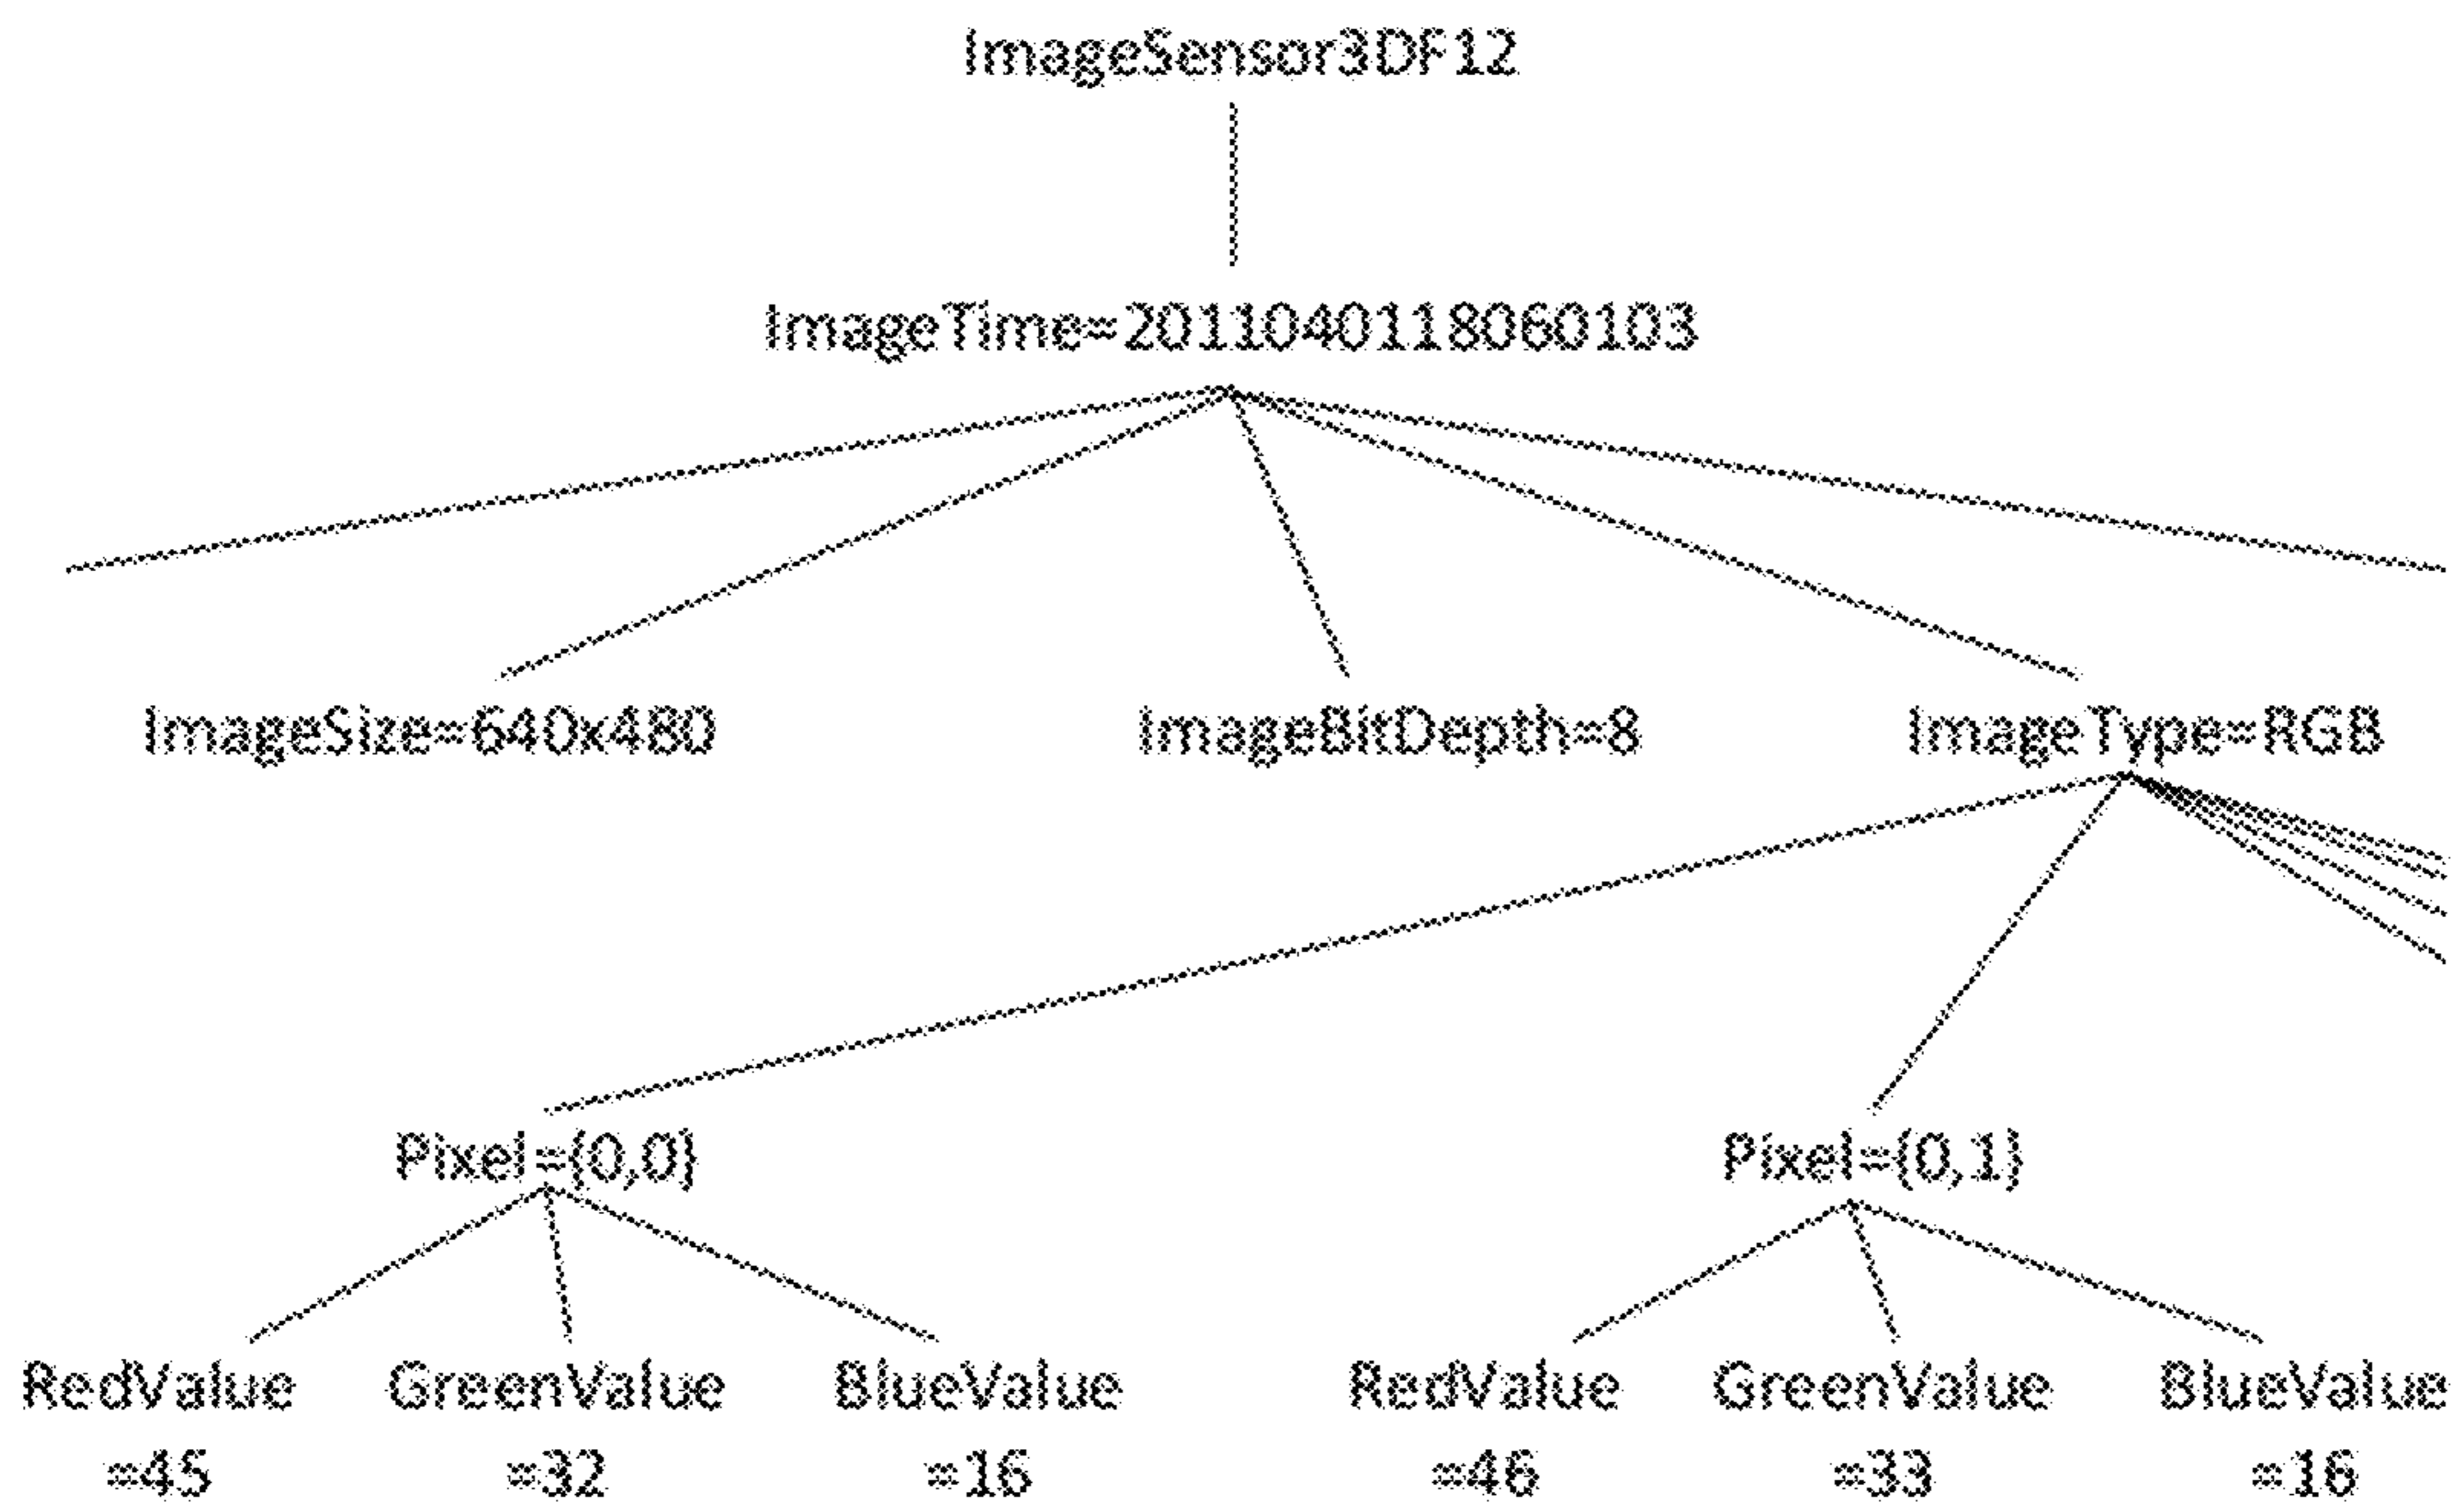 ImageSensor3DF12
ImageTime=2011040118060103
ImageSize=640x480
ImageBitDepth=8
ImageType=RGB
Pixel={0,0}
Pixel={0,1}
RedValue
=45
GreenValue
=32
BlueValue
=16
RedValue
=46
GreenValue
=33
BlueValue
=16